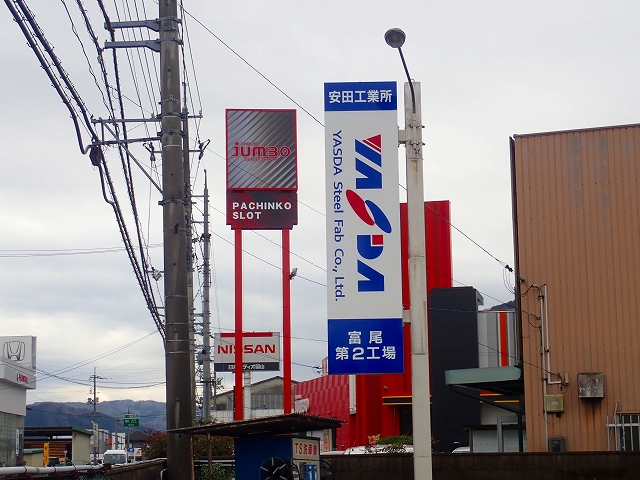 安田工業所
YASDA
YASDA Steel Fab Co., Ltd.
富尾
第2工場
JUMBO
PACHINKO
SLOT
NISSAN